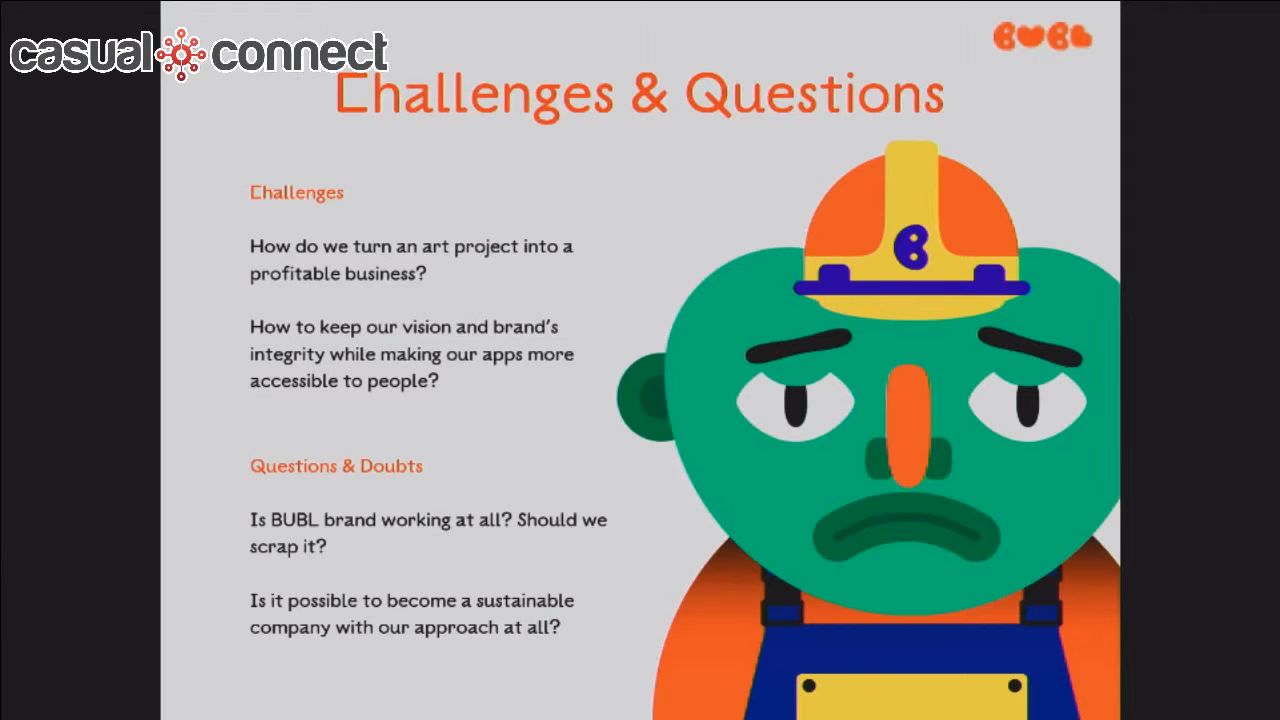 casual connect
BUBL
Challenges & Questions
Challenges
How do we turn an art project into a
profitable business?
How to keep our vision and brand's
integrity while making our apps more
accessible to people?
Questions & Doubts
Is BUBL brand working at all? Should we
scrap it?
Is it possible to become a sustainable
company with our approach at all?
B